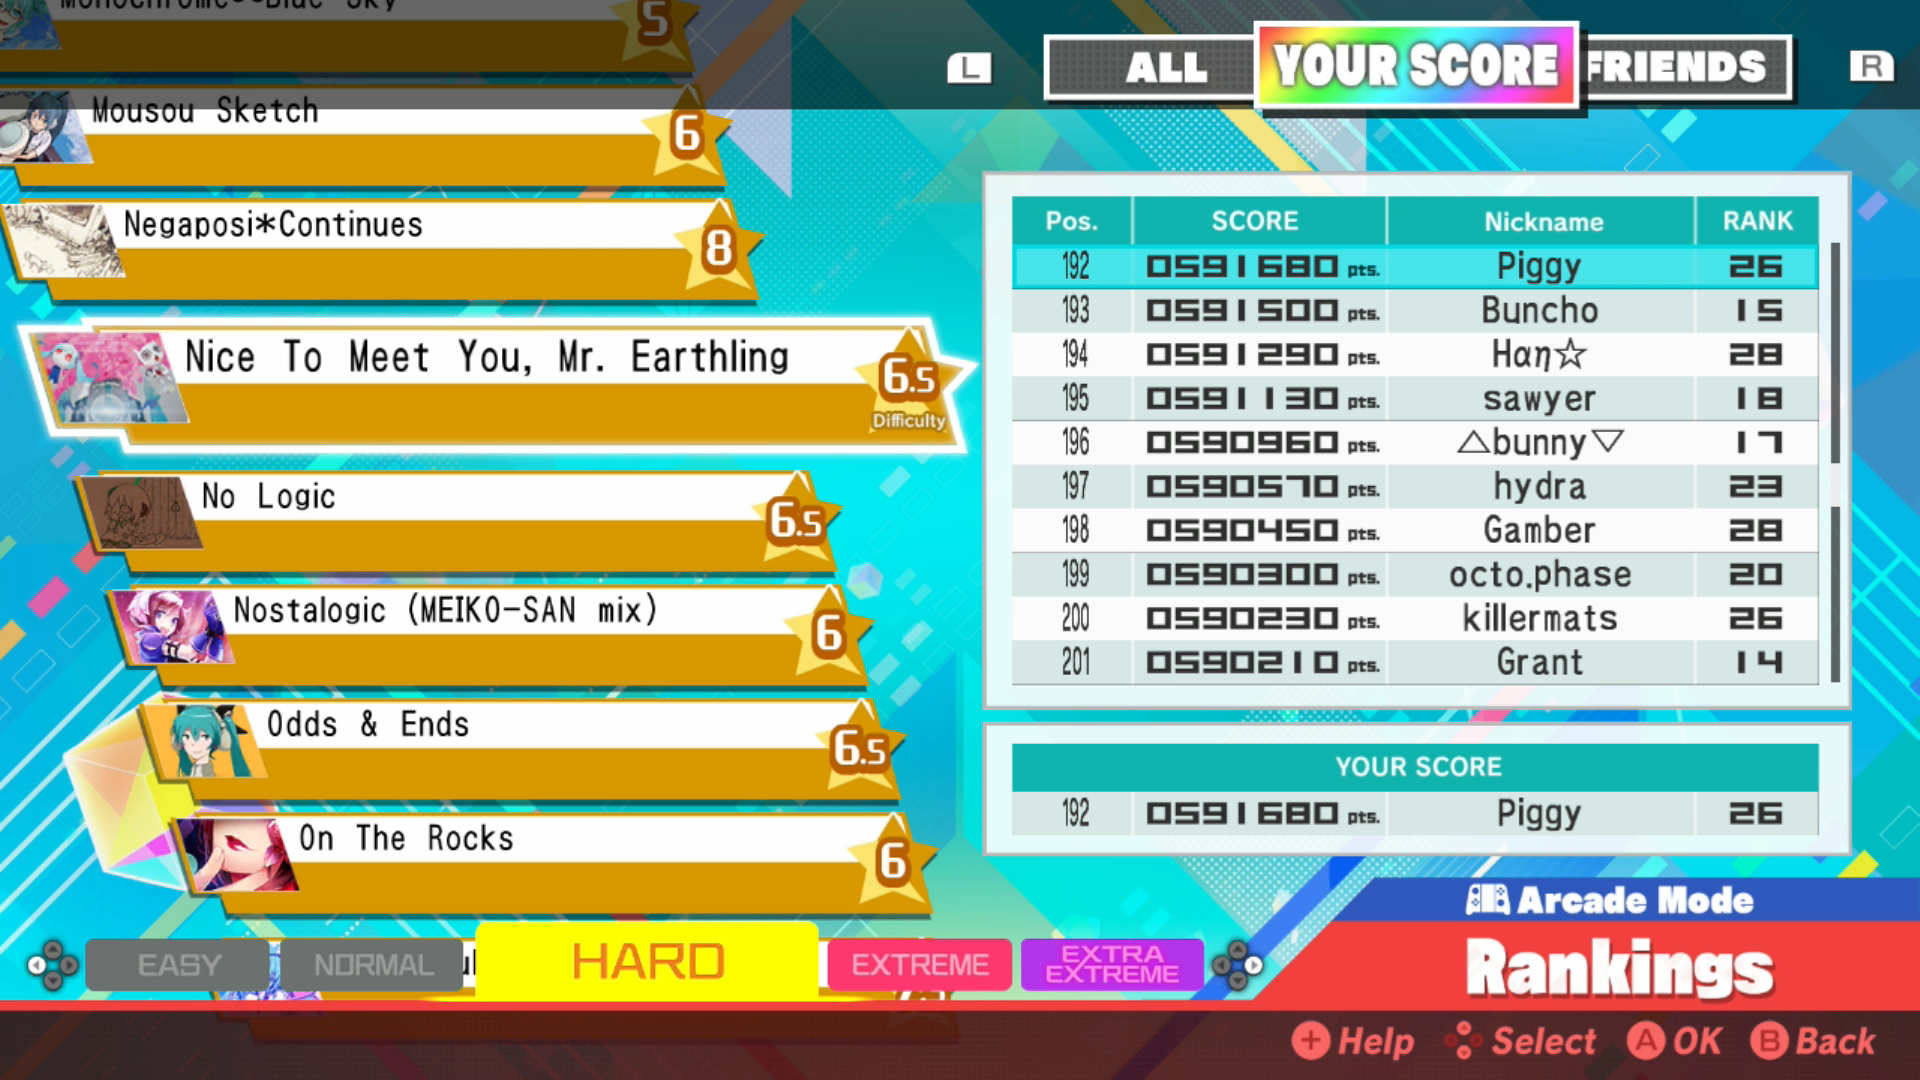 5
Mousou Sketch
6
Negaposi*Continues
8
Nice To Meet You, Mr. Earthling
6.5
Difficulty
No Logic
6.5
Nostalogic (MEIKO-SAN mix)
6
Odds & Ends
6.5
On The Rocks
6
L ALL YOUR SCORE FRIENDS R
Pos. SCORE Nickname RANK
192 0591680 pts. Piggy 26
193 0591500 pts. Buncho 15
194 0591290 pts. Hαη☆ 28
195 0591130 pts. sawyer 18
196 0590960 pts. △bunny▽ 17
197 0590570 pts. hydra 23
198 0590450 pts. Gamber 28
199 0590300 pts. octo.phase 20
200 0590230 pts. killermats 26
201 0590210 pts. Grant 14
YOUR SCORE
192 0591680 pts. Piggy 26
Arcade Mode
Rankings
EASY NORMAL HARD EXTREME EXTRA EXTREME
+ Help Select A OK B Back